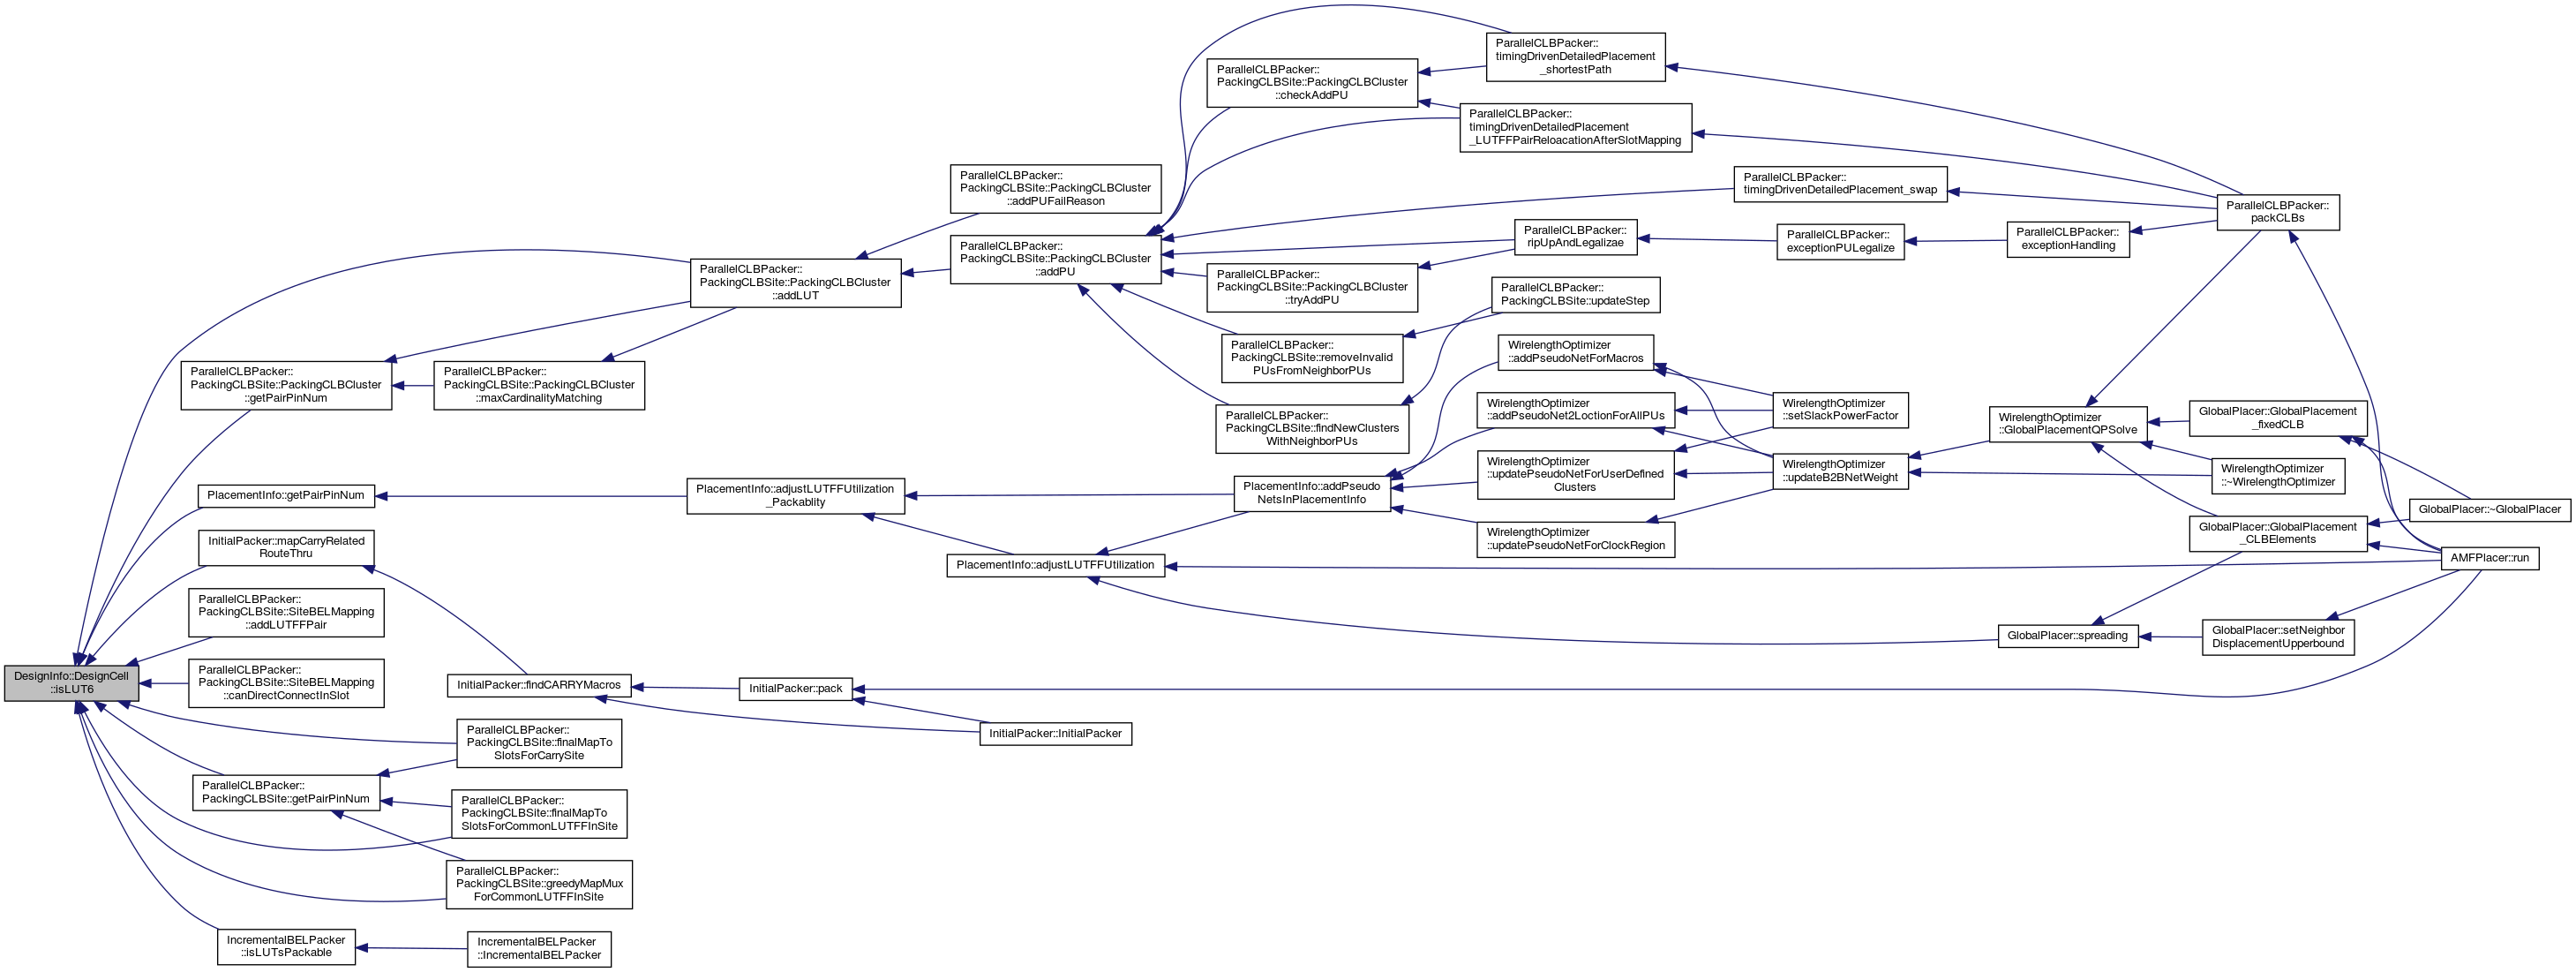 DesignInfo::DesignCell
::isLUT6
ParallelCLBPacker::
PackingCLBSite::PackingCLBCluster
::getPairPinNum
PlacementInfo::getPairPinNum
InitialPacker::mapCarryRelated
RouteThru
ParallelCLBPacker::
PackingCLBSite::SiteBELMapping
::addLUTFFPair
ParallelCLBPacker::
PackingCLBSite::SiteBELMapping
::canDirectConnectInSlot
ParallelCLBPacker::
PackingCLBSite::getPairPinNum
IncrementalBELPacker
::isLUTsPackable
ParallelCLBPacker::
PackingCLBSite::PackingCLBCluster
::maxCardinalityMatching
InitialPacker::findCARRYMacros
ParallelCLBPacker::
PackingCLBSite::finalMapTo
SlotsForCarrySite
ParallelCLBPacker::
PackingCLBSite::finalMapTo
SlotsForCommonLUTFFInSite
ParallelCLBPacker::
PackingCLBSite::greedyMapMux
ForCommonLUTFFInSite
IncrementalBELPacker
::IncrementalBELPacker
ParallelCLBPacker::
PackingCLBSite::PackingCLBCluster
::addLUT
PlacementInfo::adjustLUTFFUtilization
_Packablity
InitialPacker::pack
ParallelCLBPacker::
PackingCLBSite::PackingCLBCluster
::addPUFailReason
ParallelCLBPacker::
PackingCLBSite::PackingCLBCluster
::addPU
PlacementInfo::adjustLUTFFUtilization
InitialPacker::InitialPacker
ParallelCLBPacker::
PackingCLBSite::PackingCLBCluster
::checkAddPU
ParallelCLBPacker::
PackingCLBSite::PackingCLBCluster
::tryAddPU
ParallelCLBPacker::
PackingCLBSite::removeInvalid
PUsFromNeighborPUs
ParallelCLBPacker::
PackingCLBSite::findNewClusters
WithNeighborPUs
PlacementInfo::addPseudo
NetsInPlacementInfo
ParallelCLBPacker::
timingDrivenDetailedPlacement
_shortestPath
ParallelCLBPacker::
timingDrivenDetailedPlacement
_LUTFFPairReloacationAfterSlotMapping
ParallelCLBPacker::
ripUpAndLegalizae
ParallelCLBPacker::
PackingCLBSite::updateStep
WirelengthOptimizer
::addPseudoNetForMacros
WirelengthOptimizer
::addPseudoNet2LoctionForAllPUs
WirelengthOptimizer
::updatePseudoNetForUserDefined
Clusters
WirelengthOptimizer
::updatePseudoNetForClockRegion
ParallelCLBPacker::
timingDrivenDetailedPlacement_swap
ParallelCLBPacker::
exceptionPULegalize
WirelengthOptimizer
::setSlackPowerFactor
WirelengthOptimizer
::updateB2BNetWeight
ParallelCLBPacker::
exceptionHandling
WirelengthOptimizer
::GlobalPlacementQPSolve
GlobalPlacer::spreading
ParallelCLBPacker::
packCLBs
GlobalPlacer::GlobalPlacement
_fixedCLB
WirelengthOptimizer
::~WirelengthOptimizer
GlobalPlacer::GlobalPlacement
_CLBElements
GlobalPlacer::setNeighbor
DisplacementUpperbound
GlobalPlacer::~GlobalPlacer
AMFPlacer::run